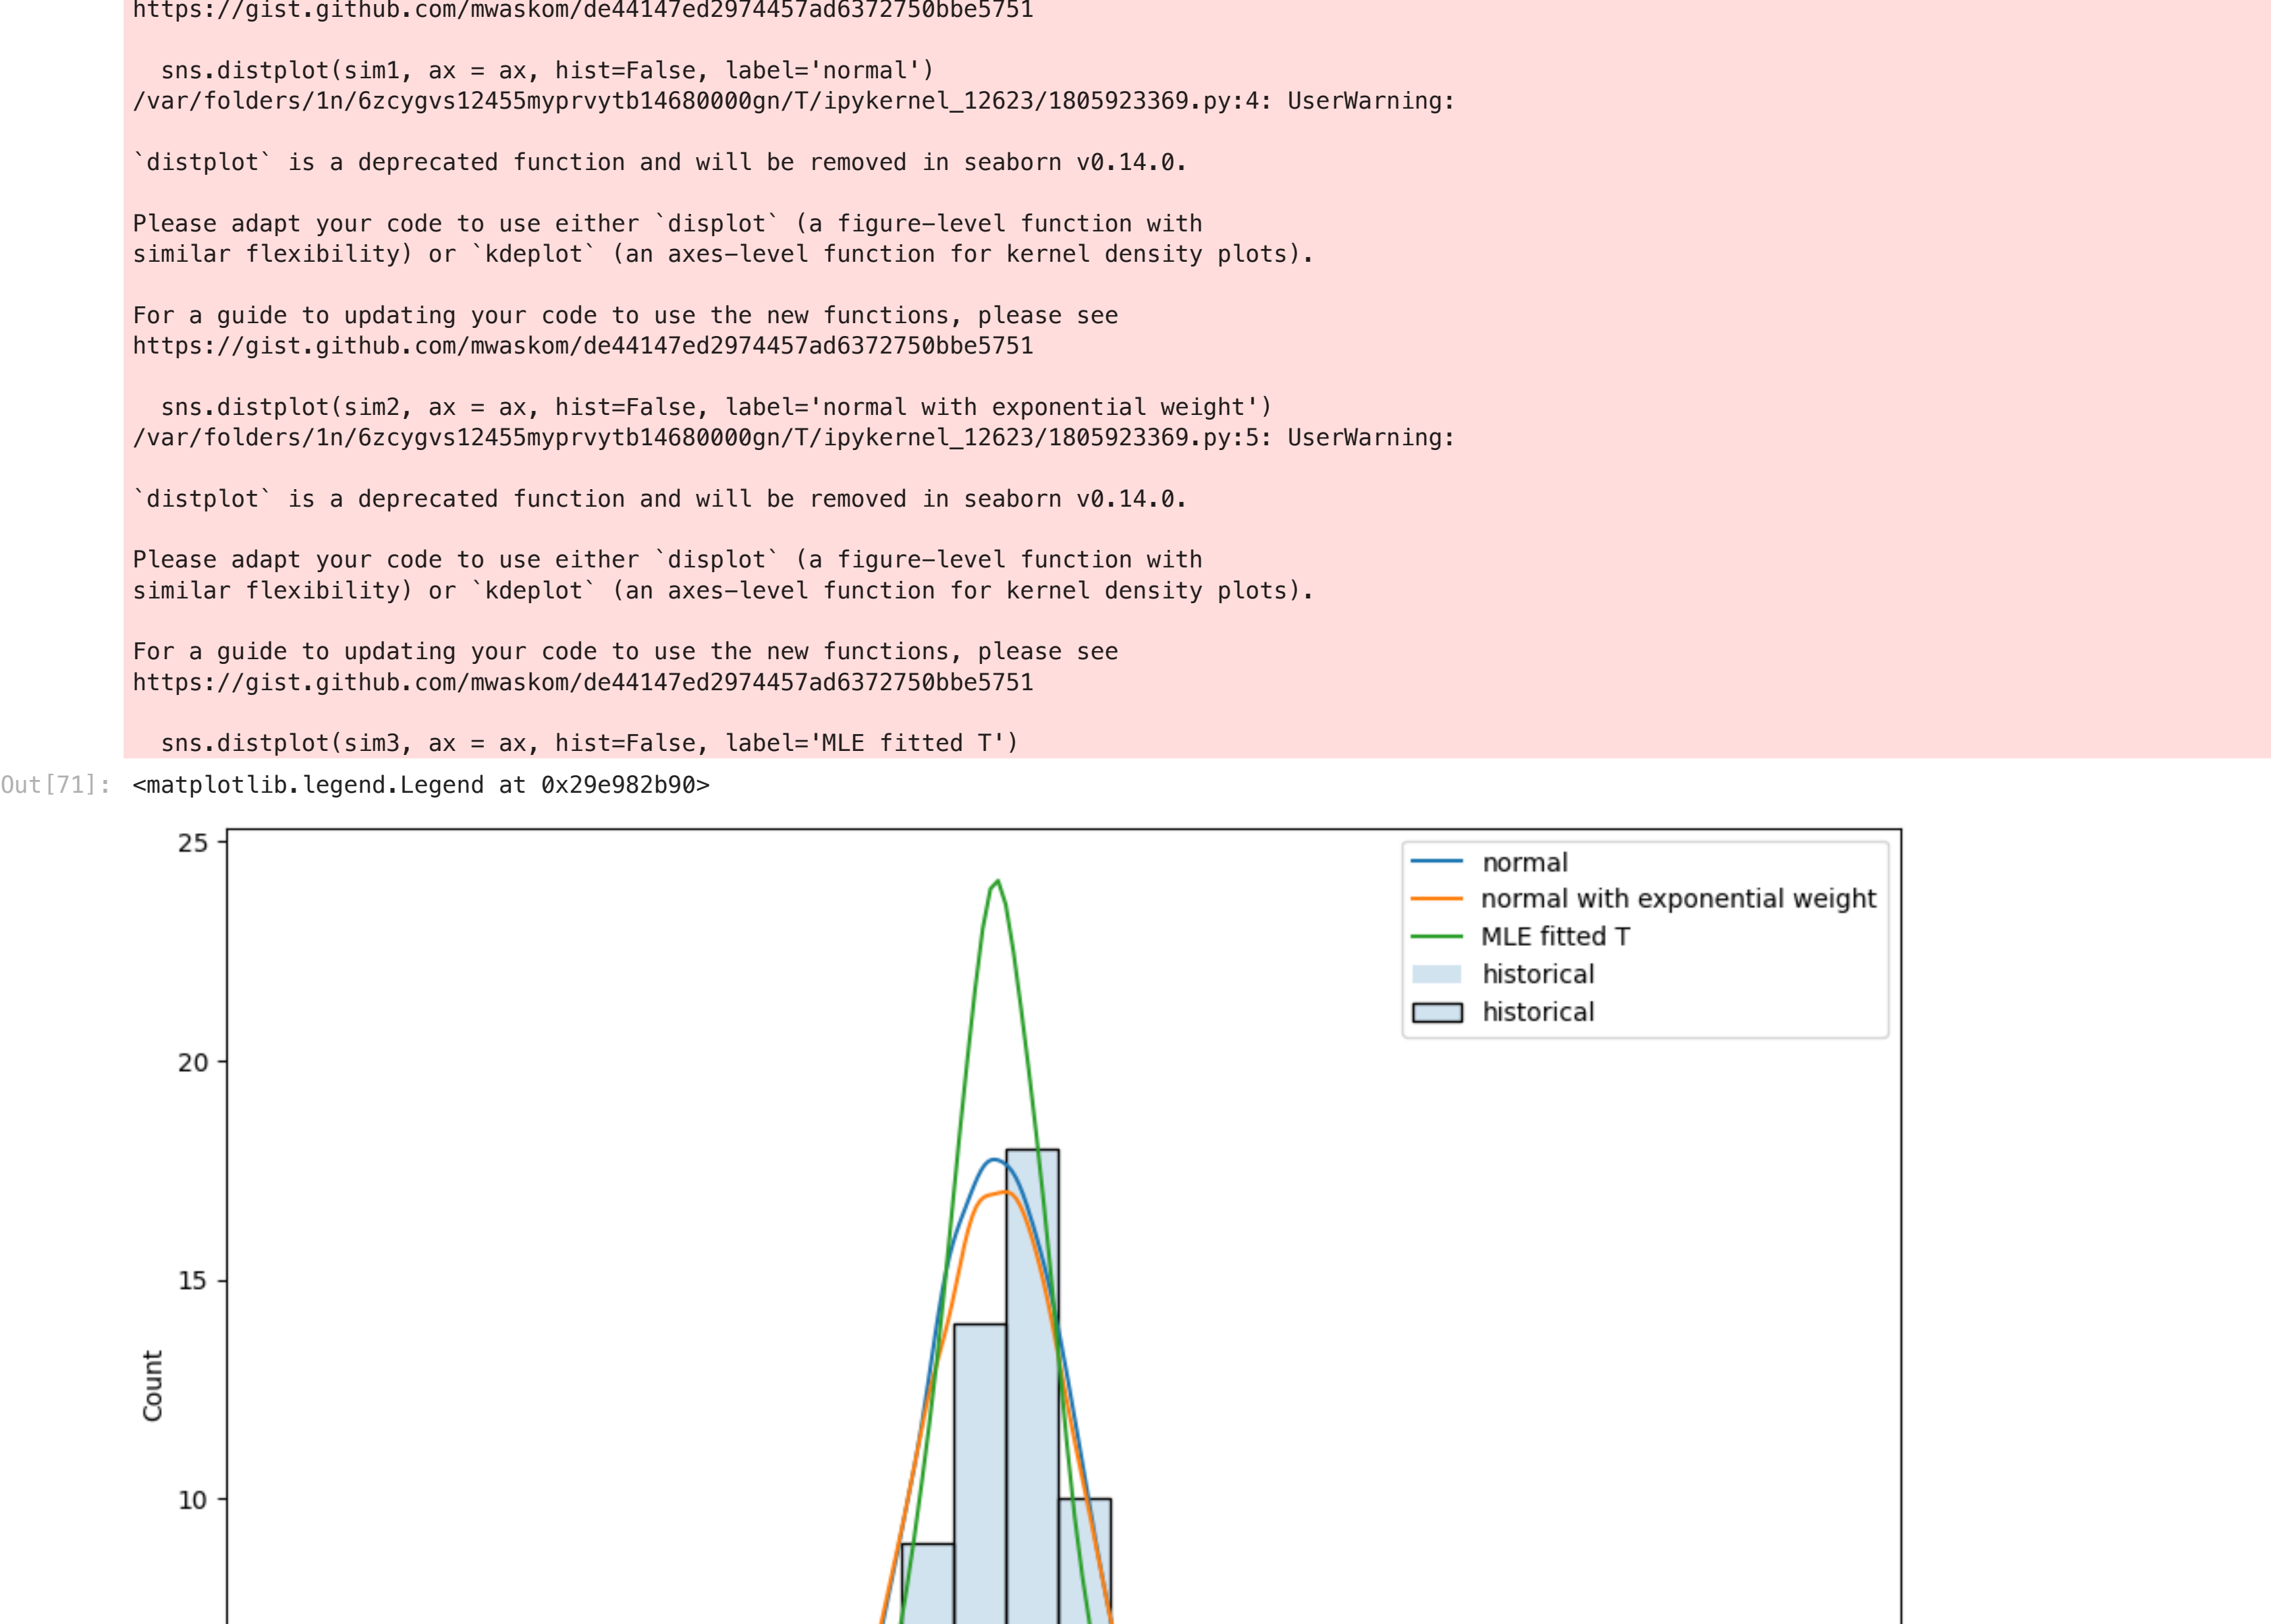 https://gist.github.com/mwaskom/de44147ed2974457ad6372750bbe5751
sns.distplot(sim1, ax = ax, hist=False, label='normal')
/var/folders/1n/6zcygvs12455myprvytb14680000gn/T/ipykernel_12623/1805923369.py:4: UserWarning:
`distplot` is a deprecated function and will be removed in seaborn v0.14.0.
Please adapt your code to use either `displot` (a figure-level function with
similar flexibility) or `kdeplot` (an axes-level function for kernel density plots).
For a guide to updating your code to use the new functions, please see
https://gist.github.com/mwaskom/de44147ed2974457ad6372750bbe5751
sns.distplot(sim2, ax = ax, hist=False, label='normal with exponential weight')
/var/folders/1n/6zcygvs12455myprvytb14680000gn/T/ipykernel_12623/1805923369.py:5: UserWarning:
`distplot` is a deprecated function and will be removed in seaborn v0.14.0.
Please adapt your code to use either `displot` (a figure-level function with
similar flexibility) or `kdeplot` (an axes-level function for kernel density plots).
For a guide to updating your code to use the new functions, please see
https://gist.github.com/mwaskom/de44147ed2974457ad6372750bbe5751
sns.distplot(sim3, ax = ax, hist=False, label='MLE fitted T')
Out[71]: <matplotlib.legend.Legend at 0x29e982b90>
25
normal
normal with exponential weight
MLE fitted T
historical
historical
20
15
Count
10